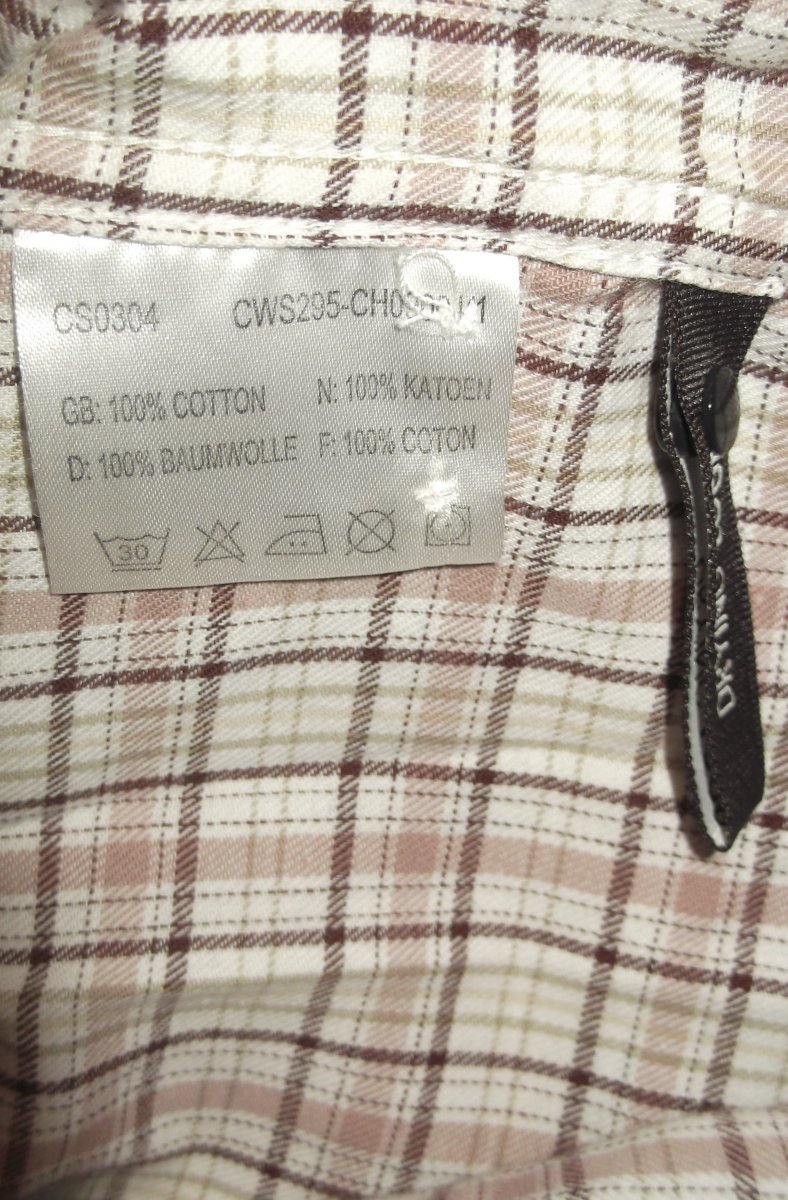 CS0304
GB: 100% COTTON N: 100% KATOEN
D: 100% BAUMWOLLE F: 100% COTON
30